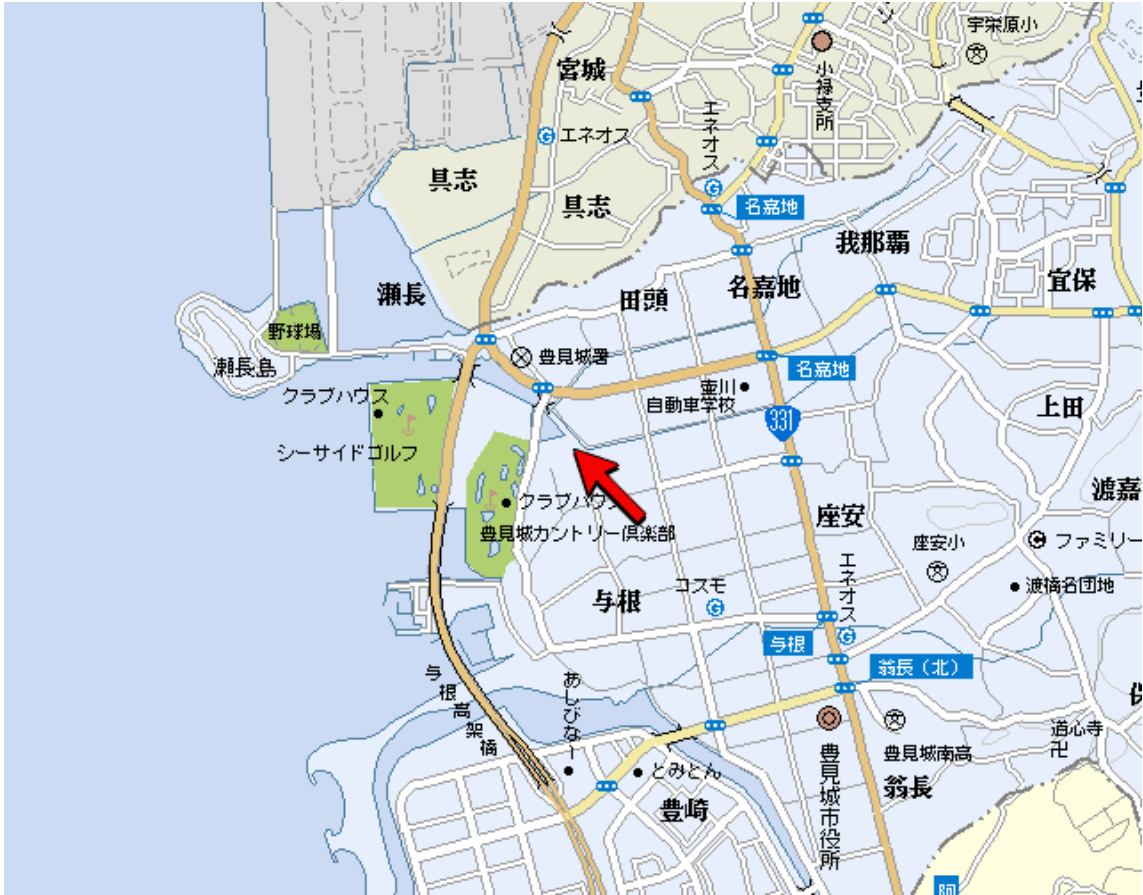 宇栄原小
宮城
小禄支所
エネオス
エネオス
具志
具志
名嘉地
我那覇
宜保
瀬長
田頭
名嘉地
野球場
瀬長島
豊見城署
名嘉地
クラブハウス
壷川
自動車学校
上田
331
シーサイドゴルフ
渡嘉
クラブハウス
座安
豊見城カントリー倶楽部
座安小
ファミリー
エネオス
コスモ
渡橋名団地
与根
与根
翁長(北)
与根高架橋
あしびなー
保
道心寺
豊見城南高
とみとん
豊見城市役所
翁長
豊崎